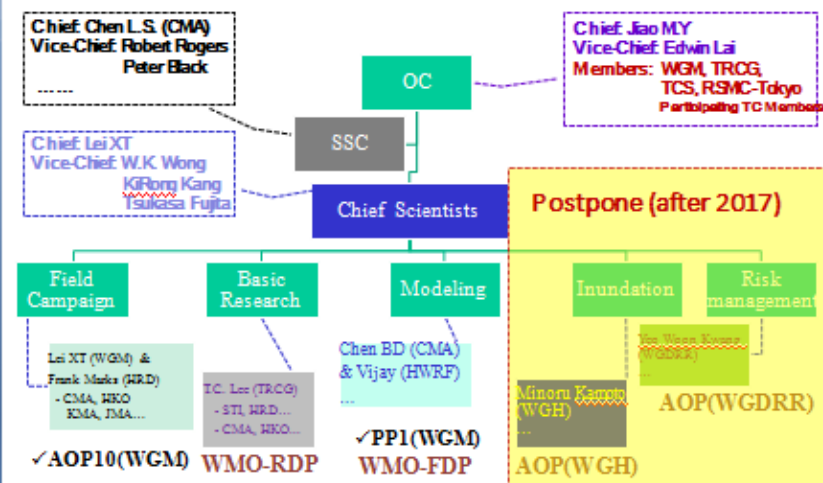 Chief: Chen L.S. (CMA)
Vice-Chief: Robert Rogers
Peter Black
......
OC
Chief: Jiao M.Y
Vice-Chief: Edwin Lai
Members: WGM, TRCG,
TCS, RSMC-Tokyo
Participating TC Members
SSC
Chief: Lei XT
Vice-Chief: W.K Wong
KiRong Kang
Tsukasa Fujita
Chief Scientists
Postpone (after 2017)
Field
Campaign
Basic
Research
Modeling
Inundation
Risk
management
Lei XT (WGM) &
Frank Marks (HRD)
- CMA, HKO
KMA, JMA...
✓AOP10(WGM)
T.C. Lee (TRCG)
- STI, HRD...
- CMA, HKO...
WMO-RDP
Chen BD (CMA)
& Vijay (HWRF)
...
✓PP1(WGM)
WMO-FDP
Minoru Kamoto
(WGH)
...
AOP(WGH)
(WGDRR)
...
AOP(WGDRR)